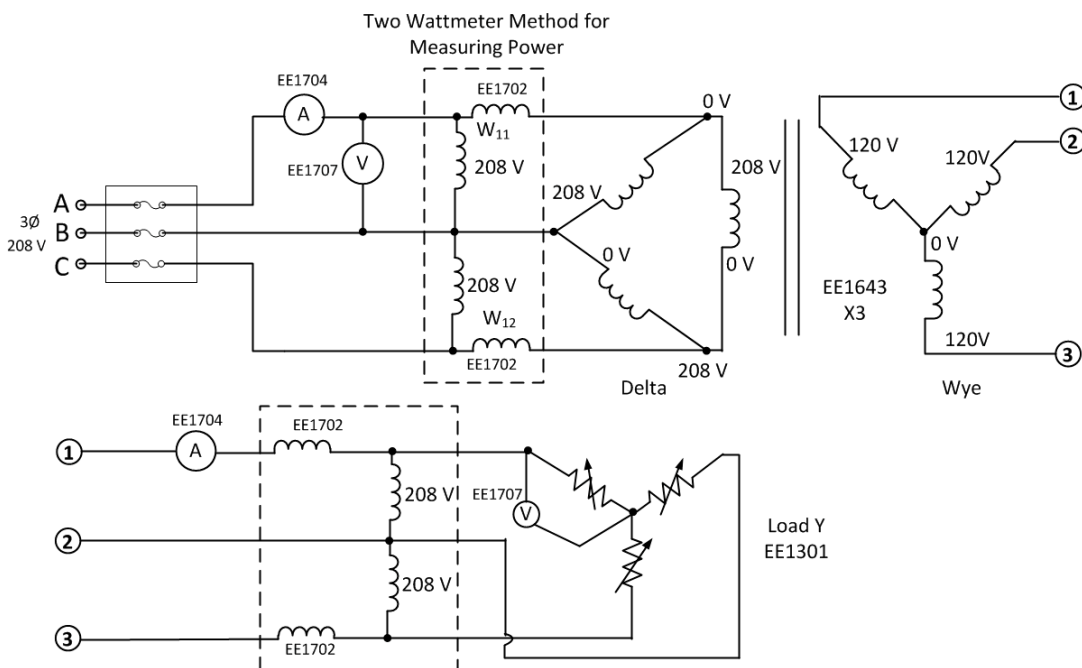 Two Wattmeter Method for
Measuring Power
EE1704
A
EE1707
V
EE1702
W11
208 V
208 V
W12
EE1702
3Ø
208 V
A
B
C
0 V
208 V
0 V
208 V
208 V
0 V
Delta
120 V
120V
0 V
120V
EE1643
X3
Wye
1
2
3
1
EE1704
A
EE1702
208 V
EE1707
V
2
208 V
3
EE1702
Load Y
EE1301